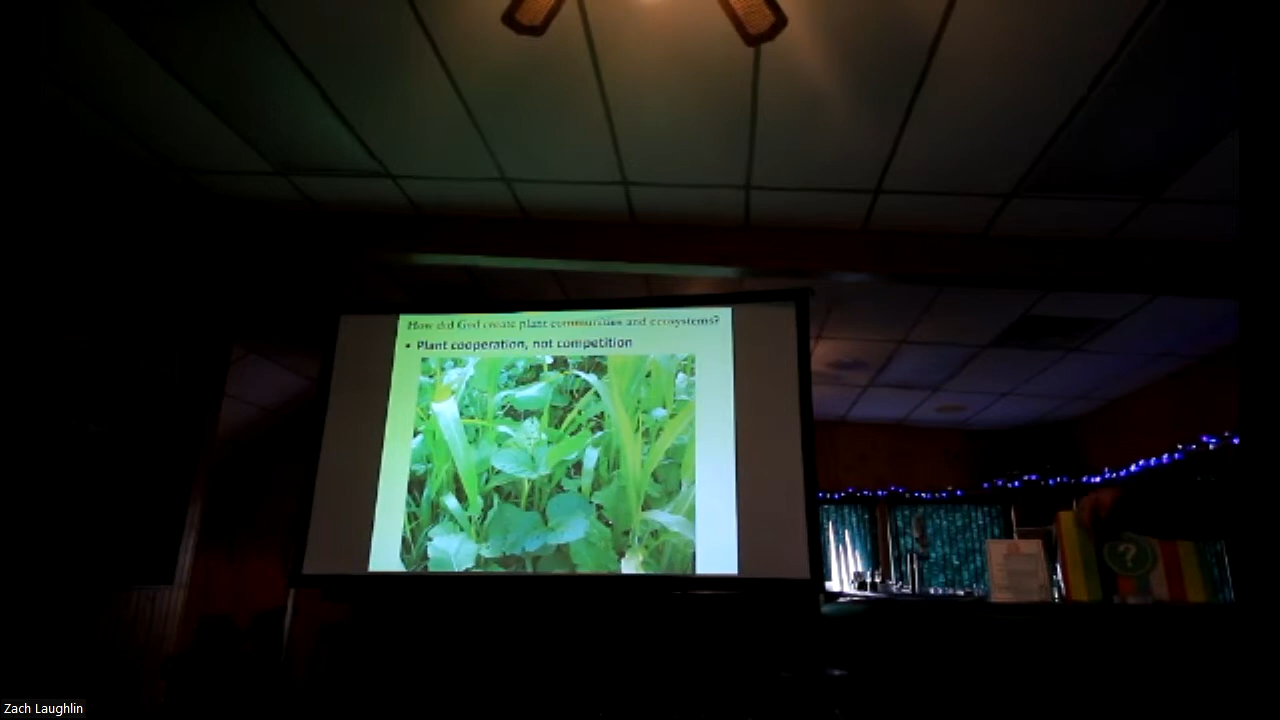 How did God create plant communities and ecosystems?
• Plant cooperation, not competition
?
Zach Laughlin